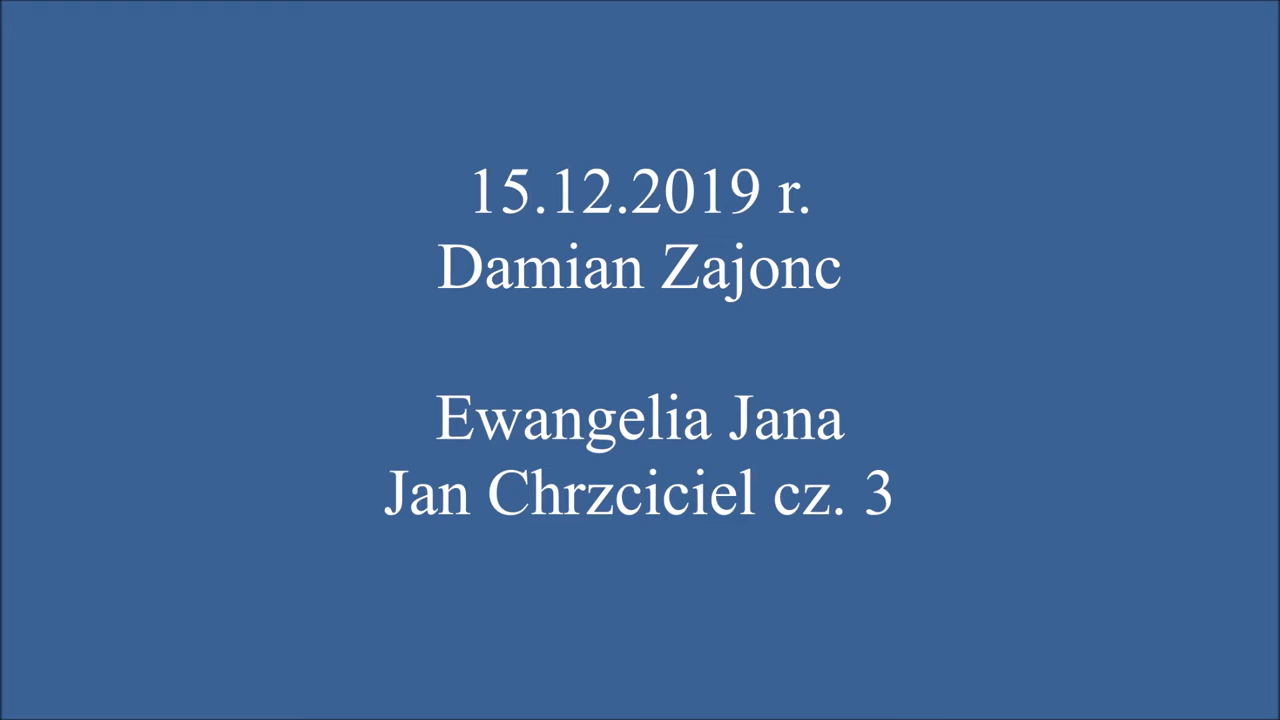 15.12.2019 r.
Damian Zajonc
Ewangelia Jana
Jan Chrzciciel cz. 3